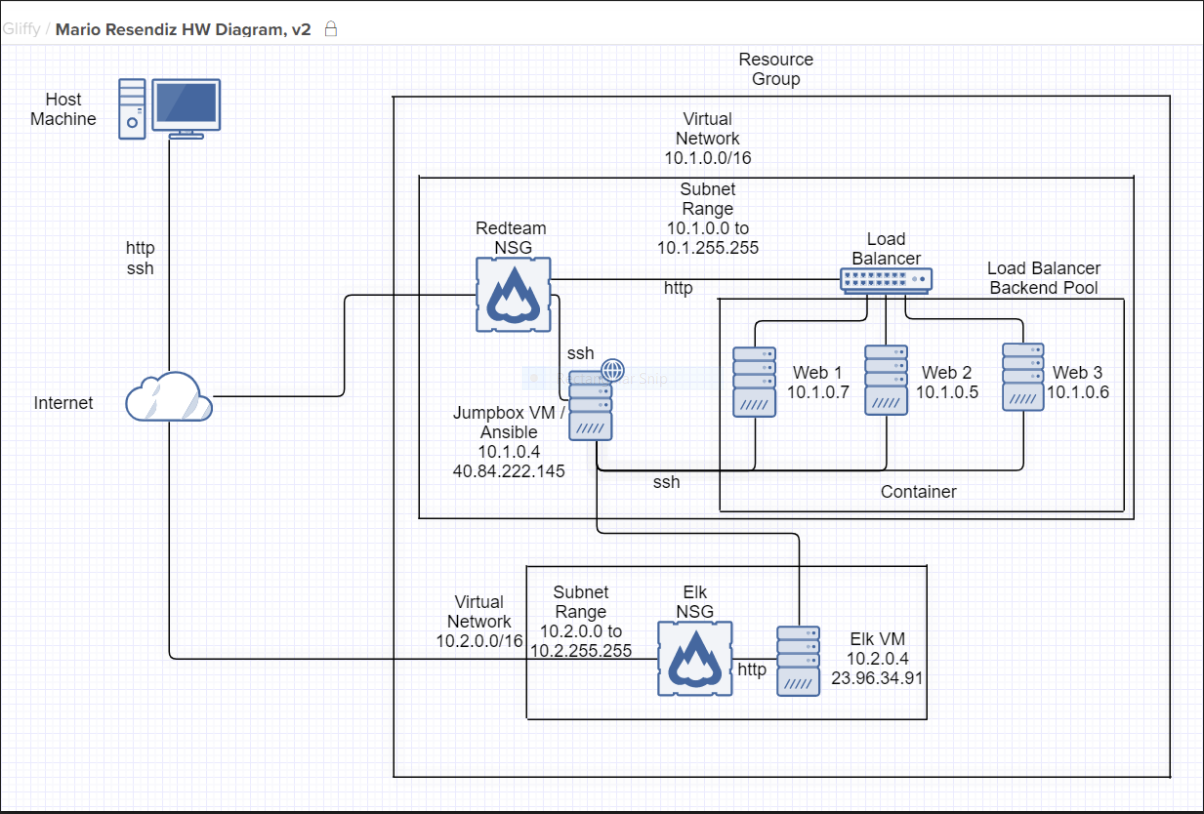 Gliffy / Mario Resendiz HW Diagram, v2
Resource
Group
Host
Machine
Virtual
Network
10.1.0.0/16
Subnet
Range
10.1.0.0 to
10.1.255.255
Redteam
NSG
Load
Balancer
Load Balancer
Backend Pool
http
ssh
http
ssh
Web 1
10.1.0.7
Web 2
10.1.0.5
Web 3
10.1.0.6
Internet
Jumpbox VM /
Ansible
10.1.0.4
40.84.222.145
ssh
Container
Virtual
Network
10.2.0.0/16
Subnet
Range
10.2.0.0 to
10.2.255.255
Elk
NSG
http
Elk VM
10.2.0.4
23.96.34.91